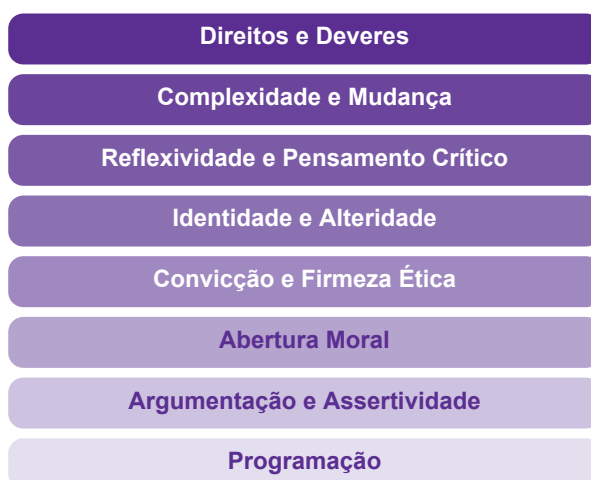 Direitos e Deveres
Complexidade e Mudança
Reflexividade e Pensamento Crítico
Identidade e Alteridade
Convicção e Firmeza Ética
Abertura Moral
Argumentação e Assertividade
Programação